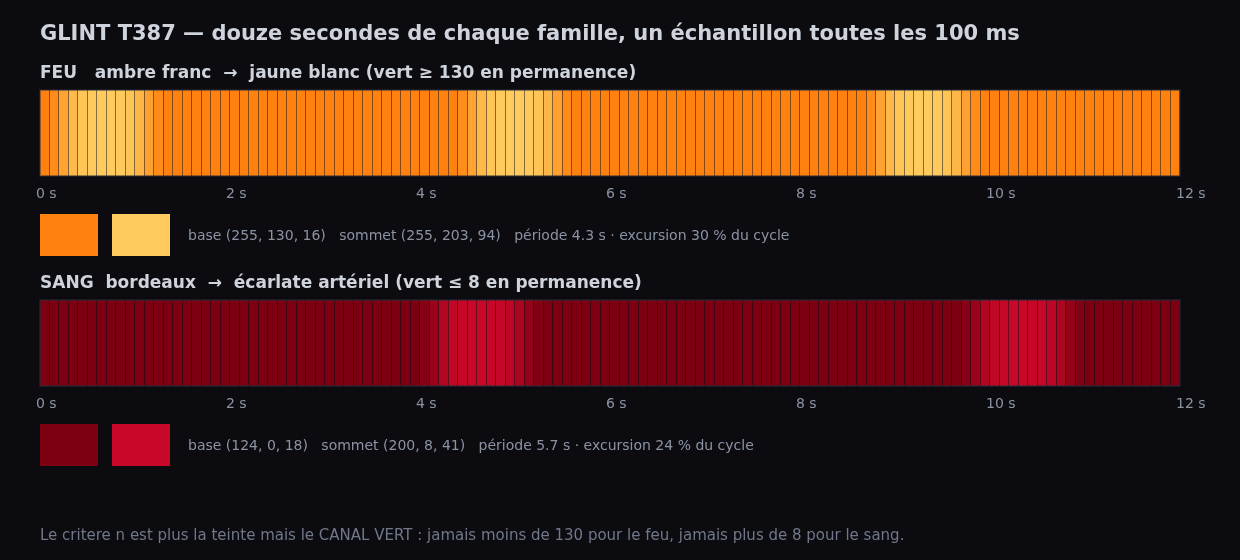 GLINT T387 — douze secondes de chaque famille, un échantillon toutes les 100 ms
FEU ambre franc → jaune blanc (vert ≥ 130 en permanence)
0 s 2 s 4 s 6 s 8 s 10 s 12 s
base (255, 130, 16) sommet (255, 203, 94) période 4.3 s · excursion 30 % du cycle
SANG bordeaux → écarlate artériel (vert ≤ 8 en permanence)
0 s 2 s 4 s 6 s 8 s 10 s 12 s
base (124, 0, 18) sommet (200, 8, 41) période 5.7 s · excursion 24 % du cycle
Le critere n est plus la teinte mais le CANAL VERT : jamais moins de 130 pour le feu, jamais plus de 8 pour le sang.